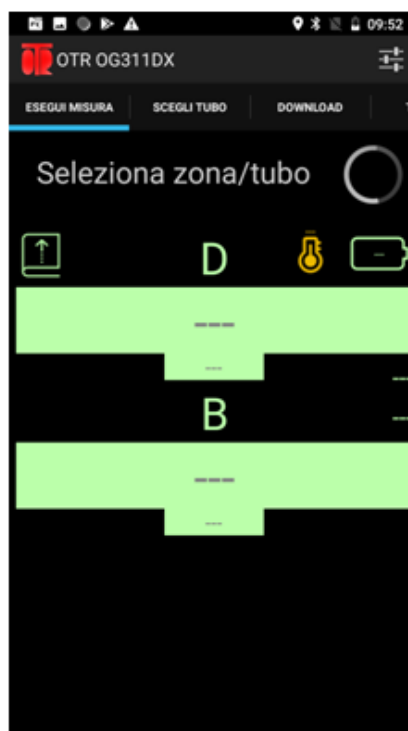 09:52
OTR OG311DX
ESEGUI MISURA SCEGLI TUBO DOWNLOAD
Seleziona zona/tubo
D
---
---
---
B
---
---
---